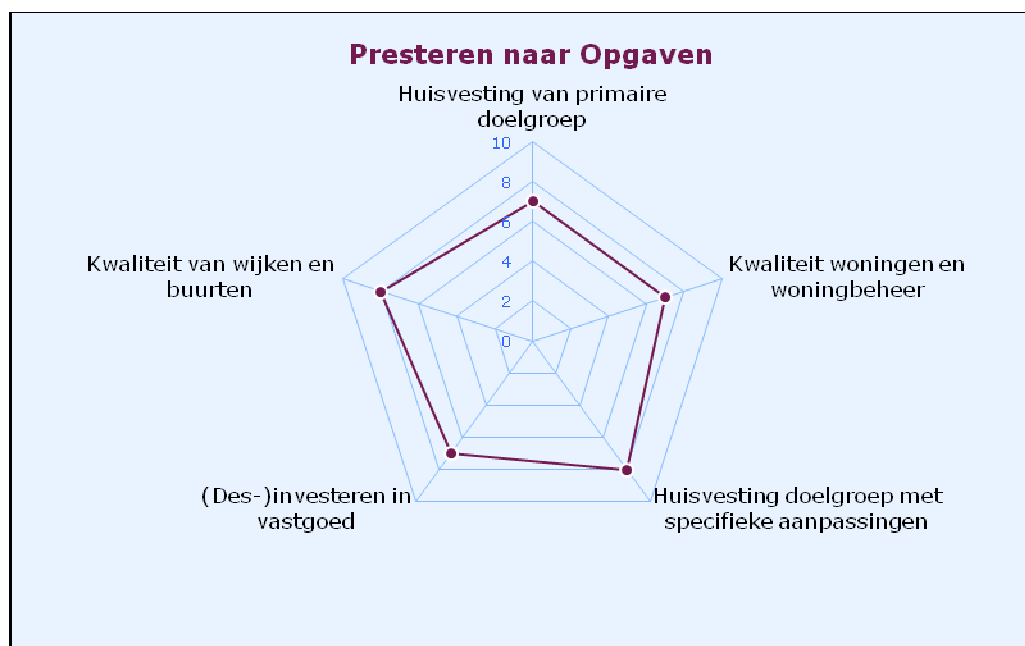 Presteren naar Opgaven
Huisvesting van primaire
doelgroep
10
8
6
4
2
0
Kwaliteit van wijken en
buurten
Kwaliteit woningen en
woningbeheer
(Des-)investeren in
vastgoed
Huisvesting doelgroep met
specifieke aanpassingen